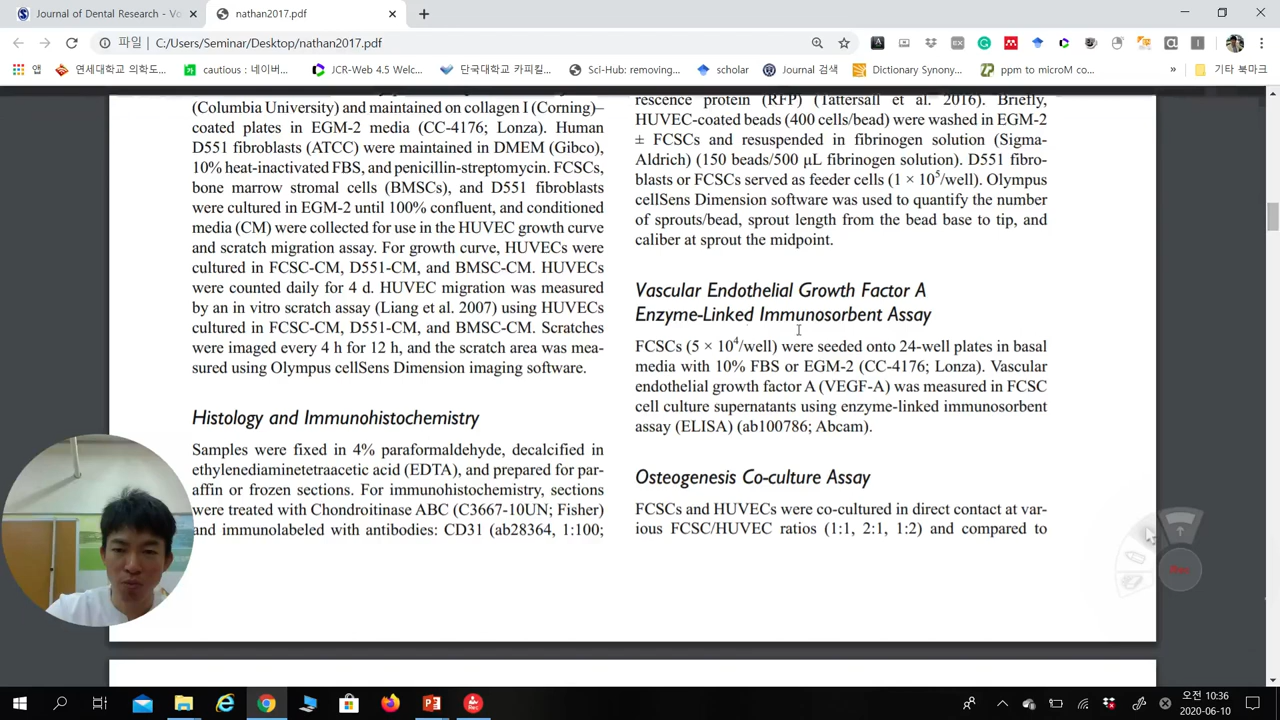 Journal of Dental Research - Vo
nathan2017.pdf
파일
C:/Users/Seminar/Desktop/nathan2017.pdf
앱
연세대학교 의학도...
cautious : 네이버...
JCR-Web 4.5 Welc...
단국대학교 카피킬...
Sci-Hub: removing...
scholar
Journal 검색
Dictionary Synony...
ppm to microM co...
»
기타 북마크
(Columbia University) and maintained on collagen I (Corning)–
coated plates in EGM-2 media (CC-4176; Lonza). Human
D551 fibroblasts (ATCC) were maintained in DMEM (Gibco),
10% heat-inactivated FBS, and penicillin-streptomycin. FCSCs,
bone marrow stromal cells (BMSCs), and D551 fibroblasts
were cultured in EGM-2 until 100% confluent, and conditioned
media (CM) were collected for use in the HUVEC growth curve
and scratch migration assay. For growth curve, HUVECs were
cultured in FCSC-CM, D551-CM, and BMSC-CM. HUVECs
were counted daily for 4 d. HUVEC migration was measured
by an in vitro scratch assay (Liang et al. 2007) using HUVECs
cultured in FCSC-CM, D551-CM, and BMSC-CM. Scratches
were imaged every 4 h for 12 h, and the scratch area was mea-
sured using Olympus cellSens Dimension imaging software.
Histology and Immunohistochemistry
Samples were fixed in 4% paraformaldehyde, decalcified in
ethylenediaminetetraacetic acid (EDTA), and prepared for par-
affin or frozen sections. For immunohistochemistry, sections
were treated with Chondroitinase ABC (C3667-10UN; Fisher)
and immunolabeled with antibodies: CD31 (ab28364, 1:100;
rescence protein (RFP) (Tattersall et al. 2016). Briefly,
HUVEC-coated beads (400 cells/bead) were washed in EGM-2
± FCSCs and resuspended in fibrinogen solution (Sigma-
Aldrich) (150 beads/500 μL fibrinogen solution). D551 fibro-
blasts or FCSCs served as feeder cells (1 × 10⁵/well). Olympus
cellSens Dimension software was used to quantify the number
of sprouts/bead, sprout length from the bead base to tip, and
caliber at sprout the midpoint.
Vascular Endothelial Growth Factor A
Enzyme-Linked Immunosorbent Assay
FCSCs (5 × 10⁴/well) were seeded onto 24-well plates in basal
media with 10% FBS or EGM-2 (CC-4176; Lonza). Vascular
endothelial growth factor A (VEGF-A) was measured in FCSC
cell culture supernatants using enzyme-linked immunosorbent
assay (ELISA) (ab100786; Abcam).
Osteogenesis Co-culture Assay
FCSCs and HUVECs were co-cultured in direct contact at var-
ious FCSC/HUVEC ratios (1:1, 2:1, 1:2) and compared to
오전 10:36
2020-06-10